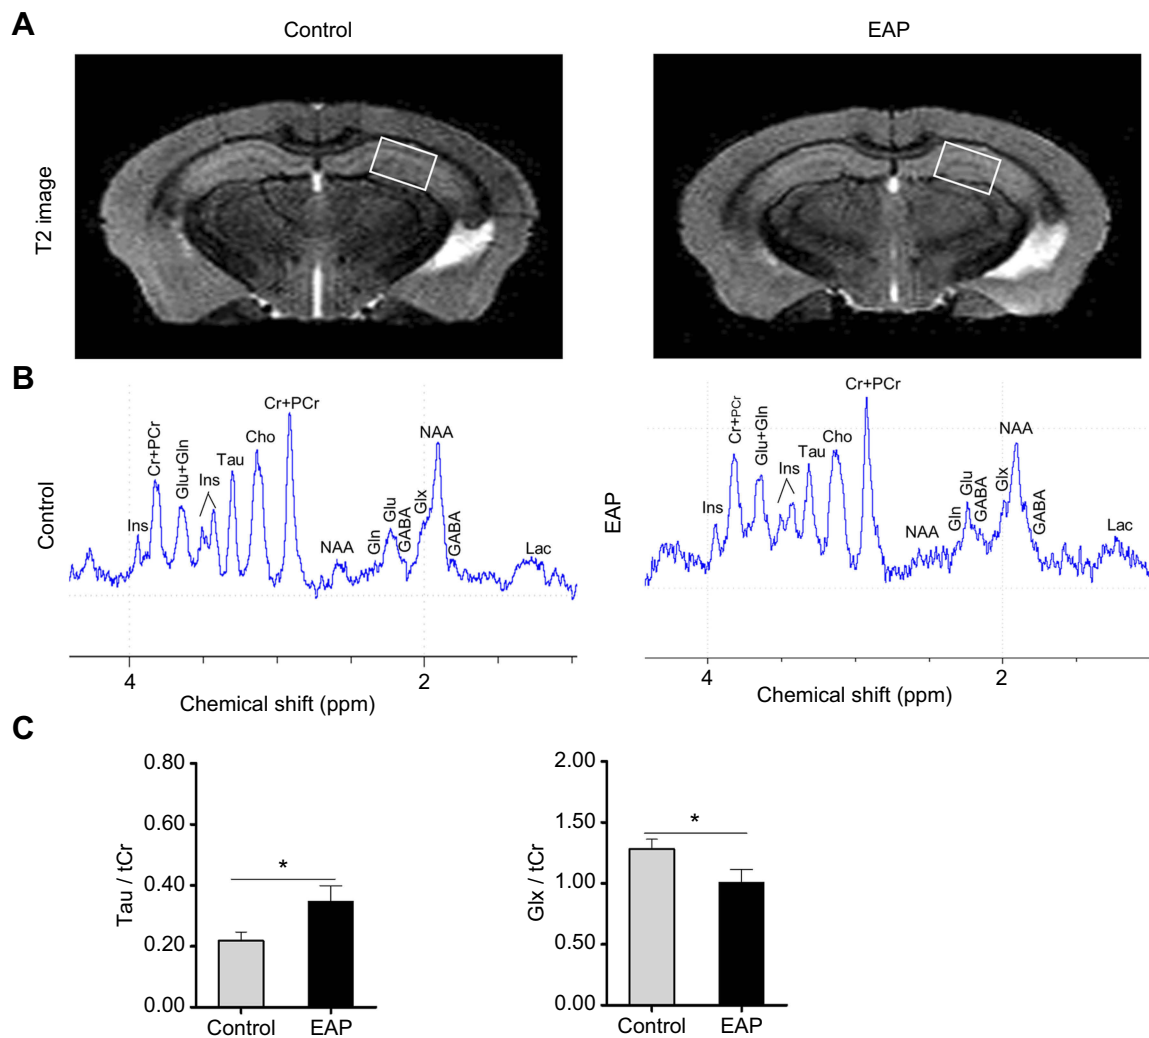 A
Control
EAP
T2 image
B
Control
Ins
Cr+PCr
Glu+Gln
Ins
Tau
Cho
Cr+PCr
NAA
Gln
Glu
GABA
Glx
NAA
GABA
Lac
4
2
Chemical shift (ppm)
EAP
Ins
Cr+PCr
Glu+Gln
Ins
Tau
Cho
Cr+PCr
NAA
Gln
Glu
GABA
Glx
NAA
GABA
Lac
4
2
Chemical shift (ppm)
C
Tau / tCr
0.80
0.60
0.40
0.20
0.00
*
Control
EAP
Glx / tCr
2.00
1.50
1.00
0.50
0.00
*
Control
EAP